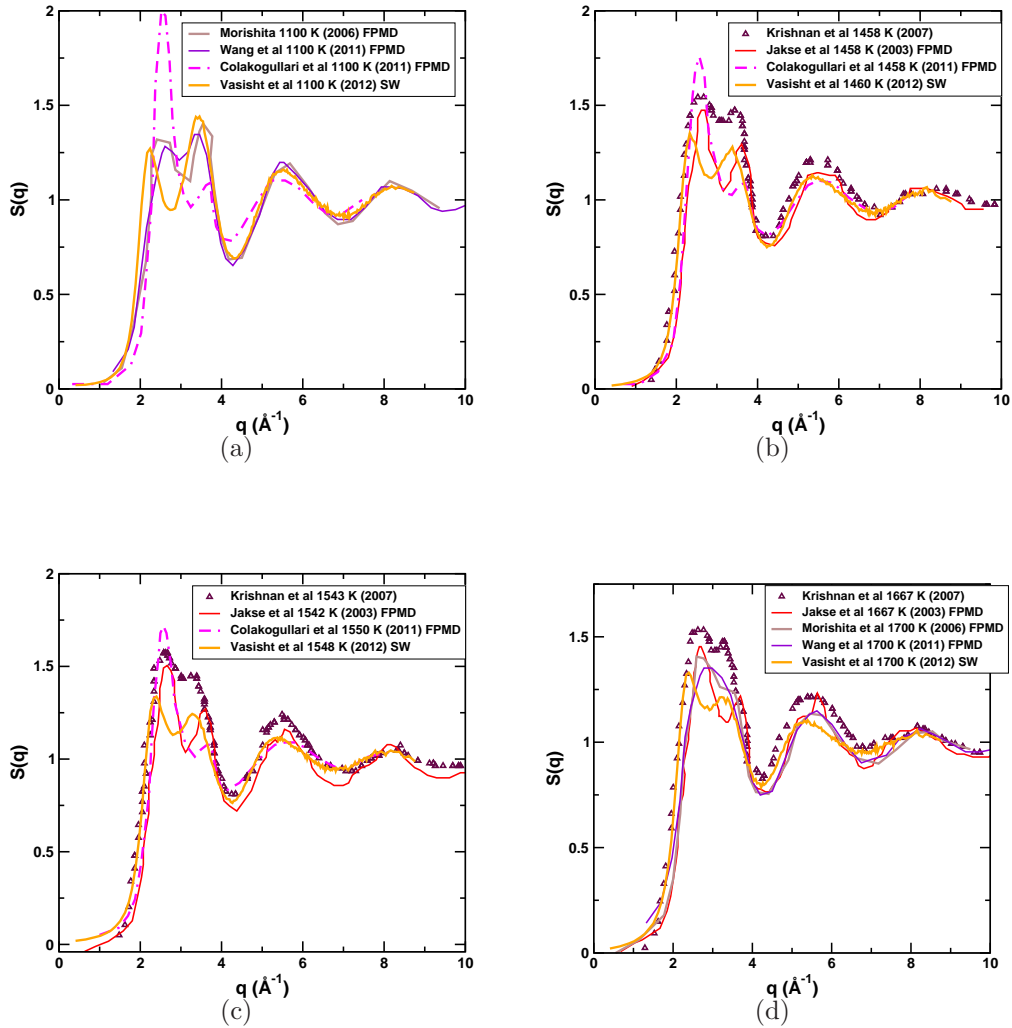 2
1.5
1
0.5
0
S(q)
Morishita 1100 K (2006) FPMD
Wang et al 1100 K (2011) FPMD
Colakogullari et al 1100 K (2011) FPMD
Vasisht et al 1100 K (2012) SW
0 2 4 6 8 10
q (Å-1)
(a)
2
1.5
1
0.5
0
S(q)
Krishnan et al 1458 K (2007)
Jakse et al 1458 K (2003) FPMD
Colakogullari et al 1458 K (2011) FPMD
Vasisht et al 1460 K (2012) SW
0 2 4 6 8 10
q (Å-1)
(b)
2
1.5
1
0.5
0
S(q)
Krishnan et al 1543 K (2007)
Jakse et al 1542 K (2003) FPMD
Colakogullari et al 1550 K (2011) FPMD
Vasisht et al 1548 K (2012) SW
0 2 4 6 8 10
q (Å-1)
(c)
1.5
1
0.5
0
S(q)
Krishnan et al 1667 K (2007)
Jakse et al 1667 K (2003) FPMD
Morishita et al 1700 K (2006) FPMD
Wang et al 1700 K (2011) FPMD
Vasisht et al 1700 K (2012) SW
0 2 4 6 8 10
q (Å-1)
(d)